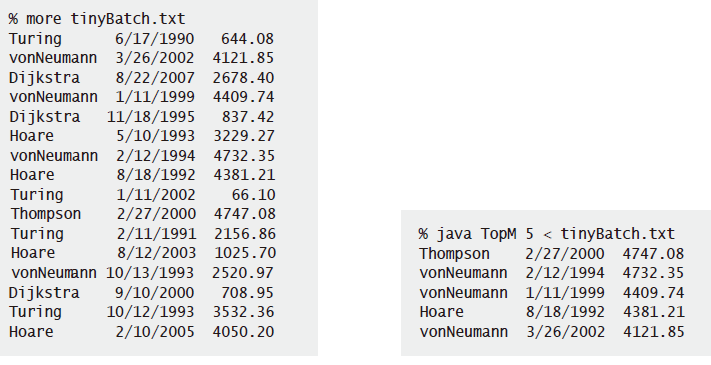 % more tinyBatch.txt
Turing 6/17/1990 644.08
vonNeumann 3/26/2002 4121.85
Dijkstra 8/22/2007 2678.40
vonNeumann 1/11/1999 4409.74
Dijkstra 11/18/1995 837.42
Hoare 5/10/1993 3229.27
vonNeumann 2/12/1994 4732.35
Hoare 8/18/1992 4381.21
Turing 1/11/2002 66.10
Thompson 2/27/2000 4747.08
Turing 2/11/1991 2156.86
Hoare 8/12/2003 1025.70
vonNeumann 10/13/1993 2520.97
Dijkstra 9/10/2000 708.95
Turing 10/12/1993 3532.36
Hoare 2/10/2005 4050.20
% java TopM 5 < tinyBatch.txt
Thompson 2/27/2000 4747.08
vonNeumann 2/12/1994 4732.35
vonNeumann 1/11/1999 4409.74
Hoare 8/18/1992 4381.21
vonNeumann 3/26/2002 4121.85